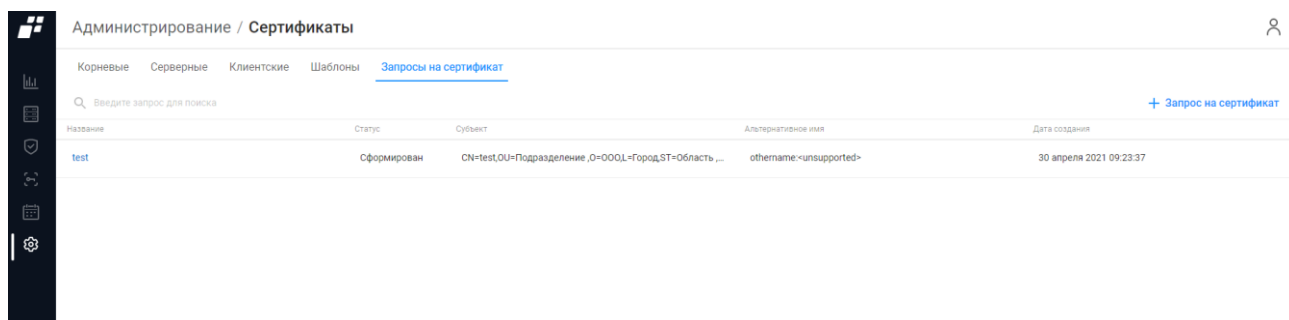 Администрирование / Сертификаты
Корневые Серверные Клиентские Шаблоны Запросы на сертификат
Введите запрос для поиска + Запрос на сертификат
Название Статус Субъект Альтернативное имя Дата создания
test Сформирован CN=test,OU=Подразделение ,O=ООО,L=Город,ST=Область ,... othername:<unsupported> 30 апреля 2021 09:23:37